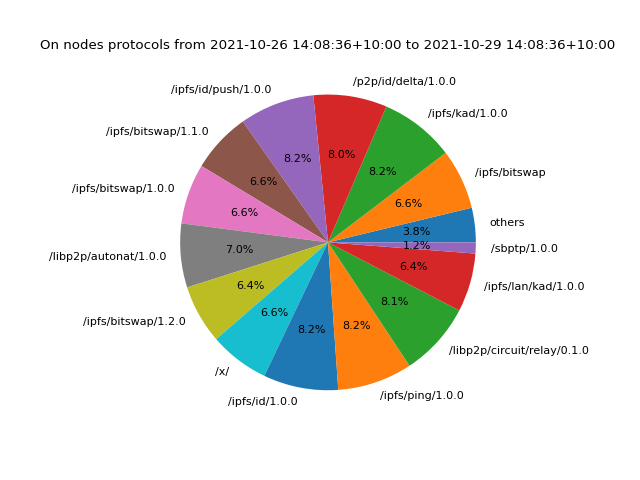 On nodes protocols from 2021-10-26 14:08:36+10:00 to 2021-10-29 14:08:36+10:00
others
3.8%
/ipfs/bitswap
6.6%
/ipfs/kad/1.0.0
8.2%
/p2p/id/delta/1.0.0
8.0%
/ipfs/id/push/1.0.0
8.2%
/ipfs/bitswap/1.1.0
6.6%
/ipfs/bitswap/1.0.0
6.6%
/libp2p/autonat/1.0.0
7.0%
/ipfs/bitswap/1.2.0
6.4%
/x/
6.6%
/ipfs/id/1.0.0
8.2%
/ipfs/ping/1.0.0
8.2%
/libp2p/circuit/relay/0.1.0
8.1%
/ipfs/lan/kad/1.0.0
6.4%
/sbptp/1.0.0
1.2%